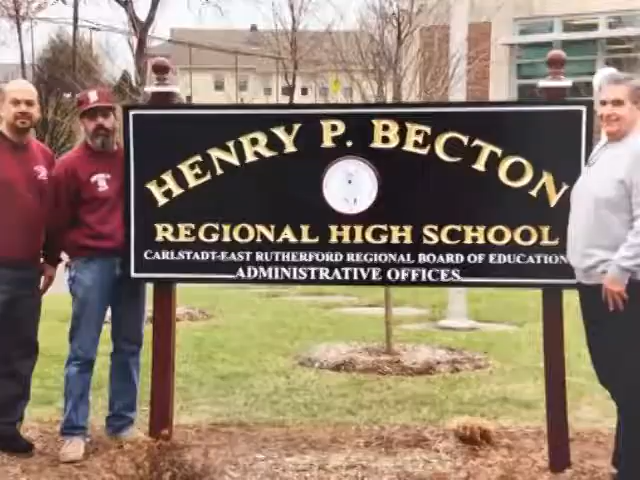 HENRY P. BECTON
REGIONAL HIGH SCHOOL
CARLSTADT-EAST RUTHERFORD REGIONAL BOARD OF EDUCATION
ADMINISTRATIVE OFFICES